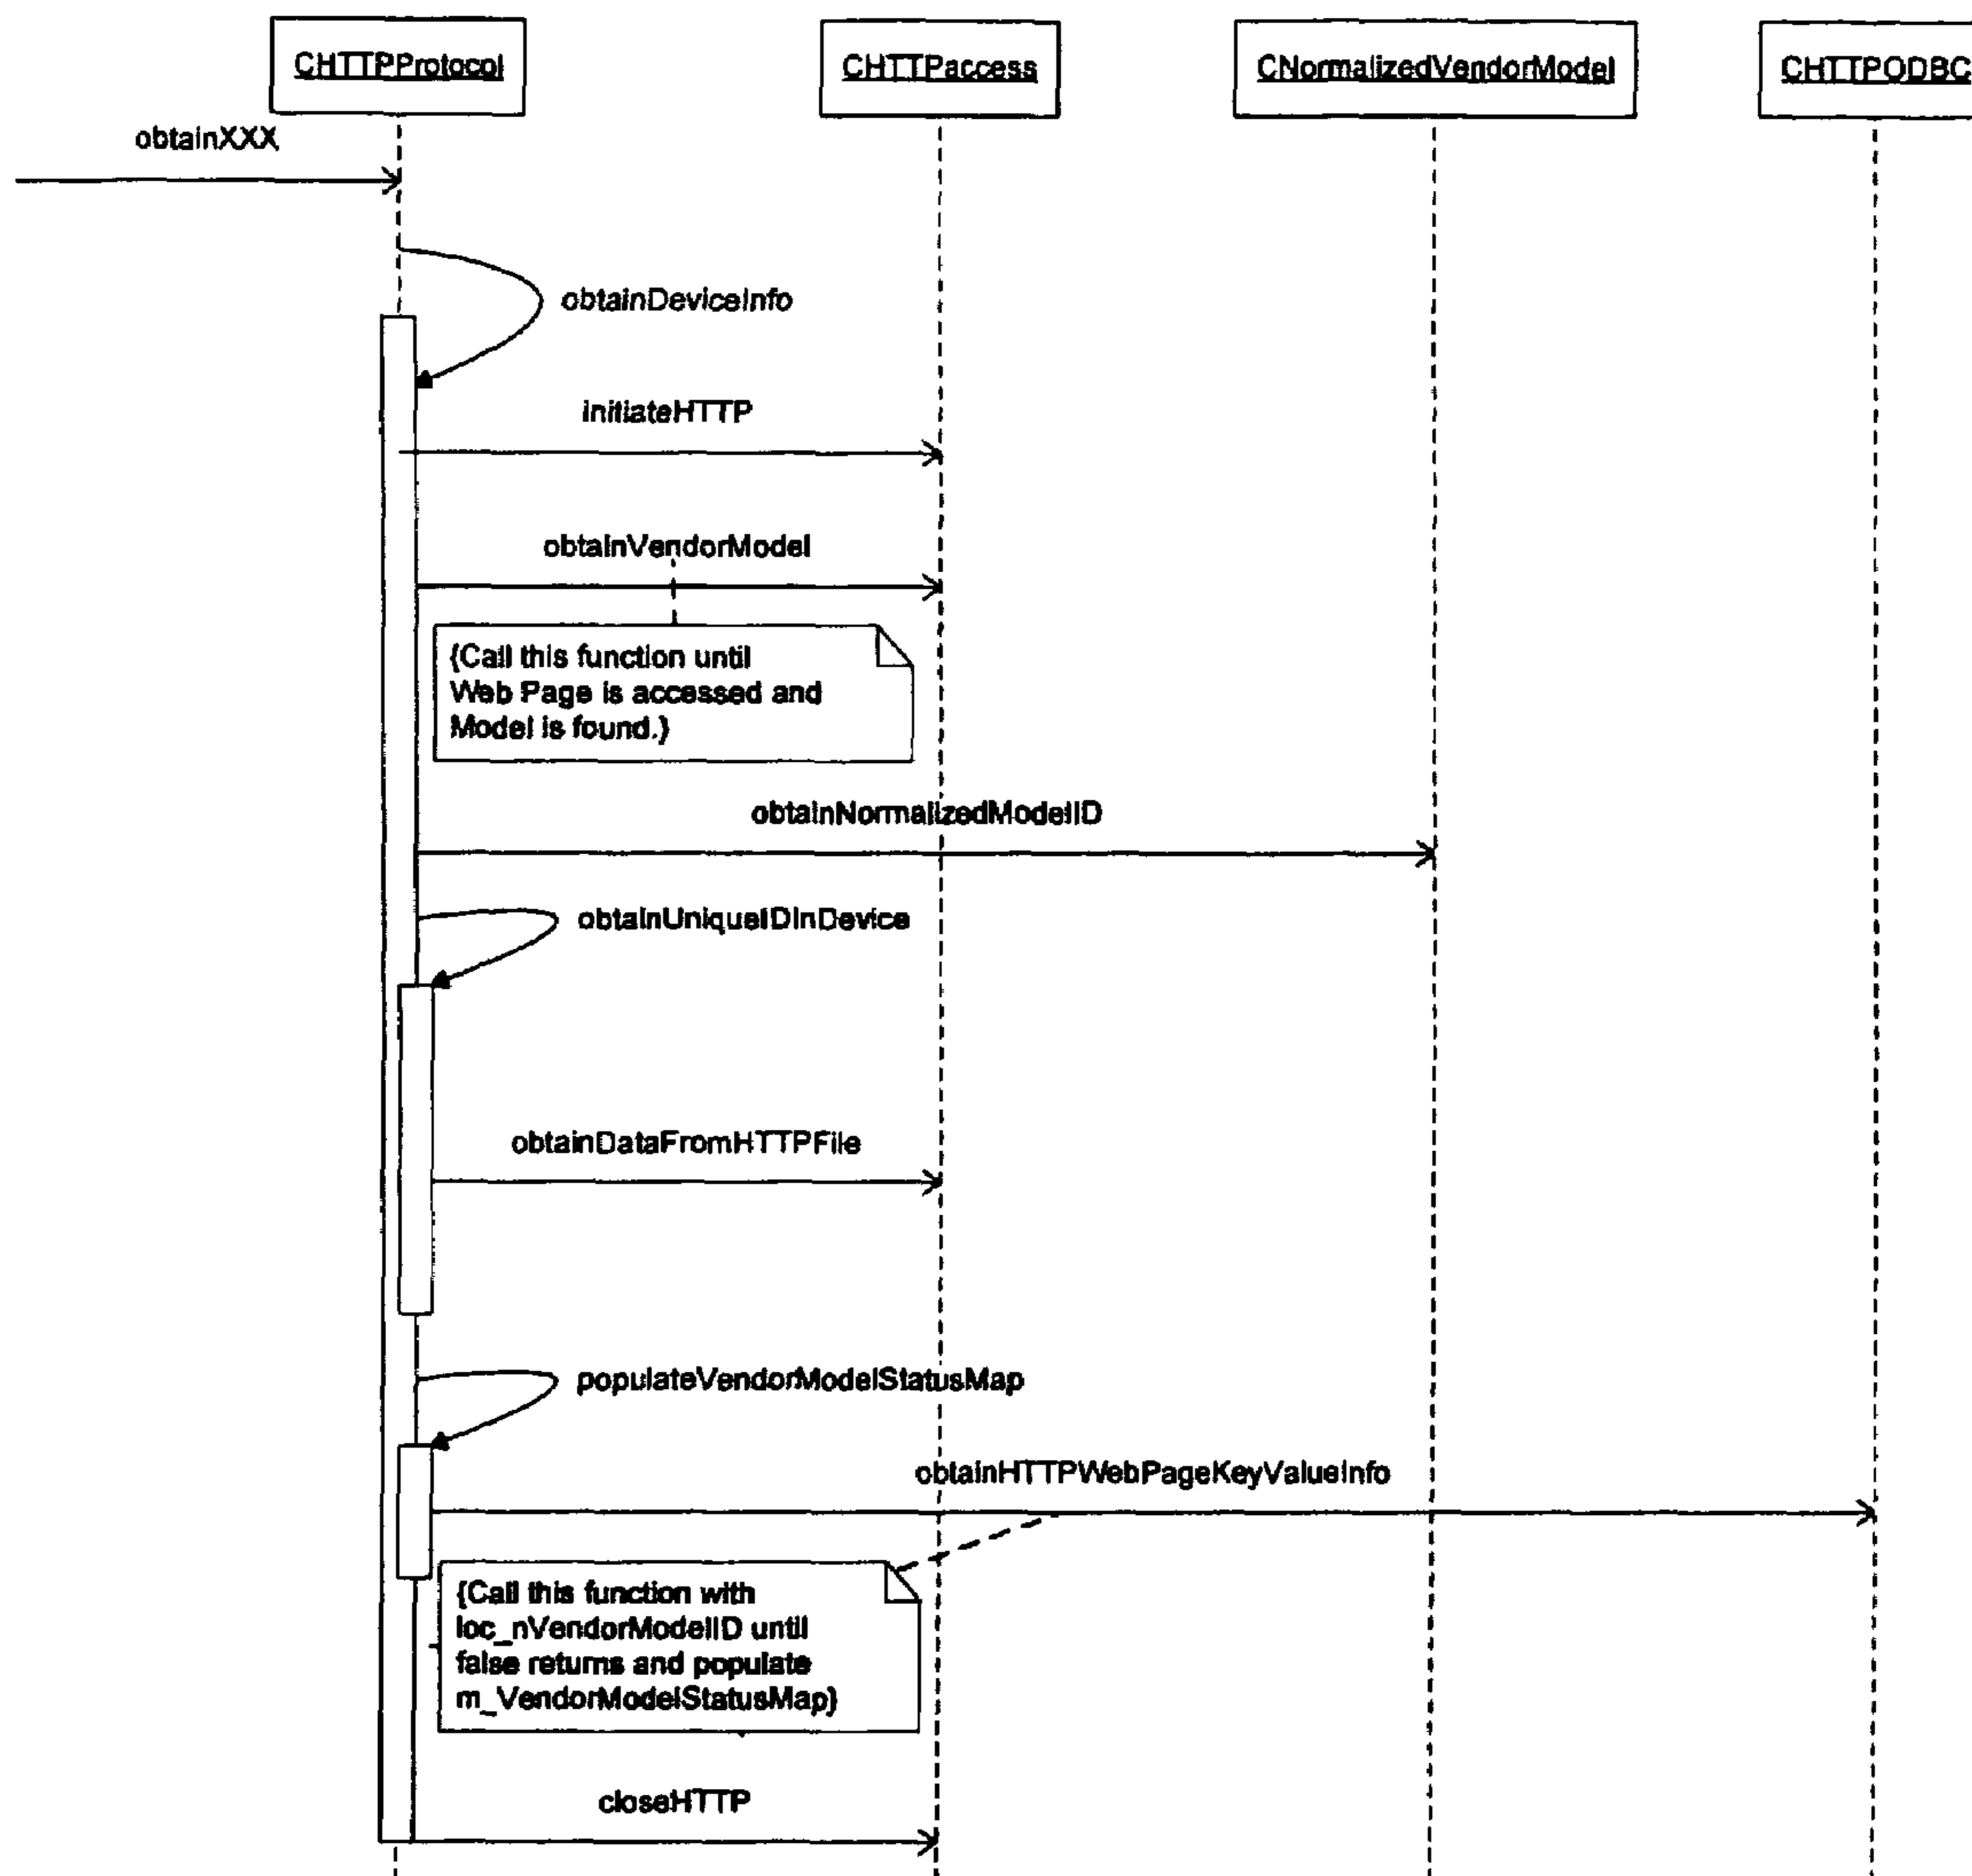 CHTTPProtocol
CHTTPaccess
CNormalizedVendorModel
CHTTPODBC
obtainXXX
obtainDeviceInfo
initiateHTTP
obtainVendorModel
{Call this function until
Web Page is accessed and
Model is found.}
obtainNormalizedModelID
obtainUniqueIDInDevice
obtainDataFromHTTPFile
populateVendorModelStatusMap
obtainHTTPWebPageKeyValueInfo
{Call this function with
loc_nVendorModelID until
false returns and populate
m_VendorModelStatusMap}
closeHTTP